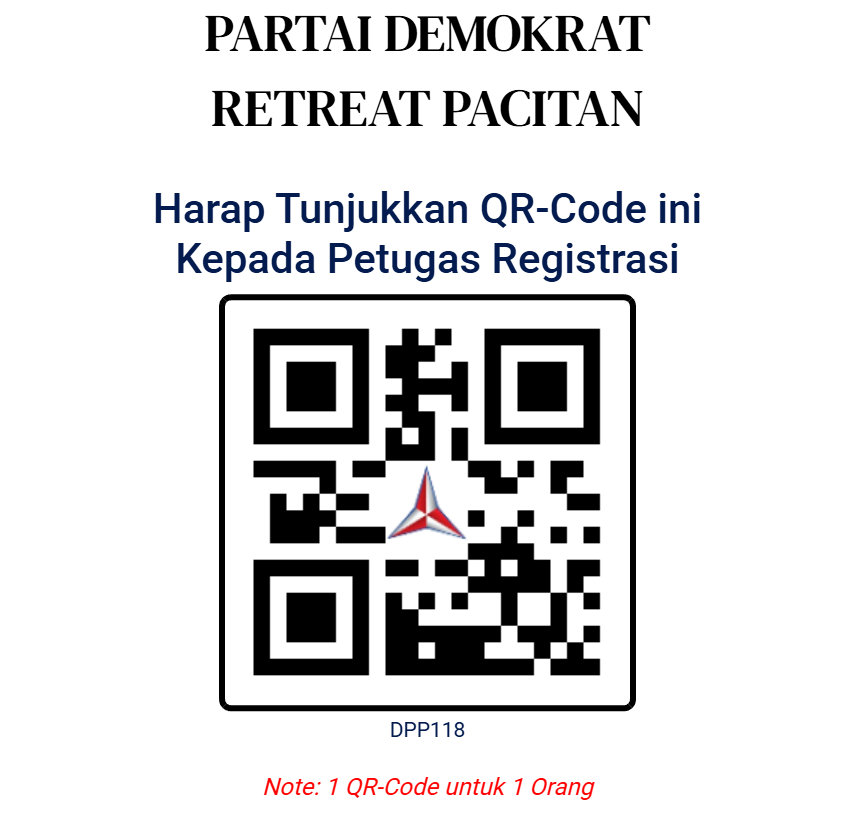 PARTAI DEMOKRAT
RETREAT PACITAN
Harap Tunjukkan QR-Code ini
Kepada Petugas Registrasi
DPP118
Note: 1 QR-Code untuk 1 Orang